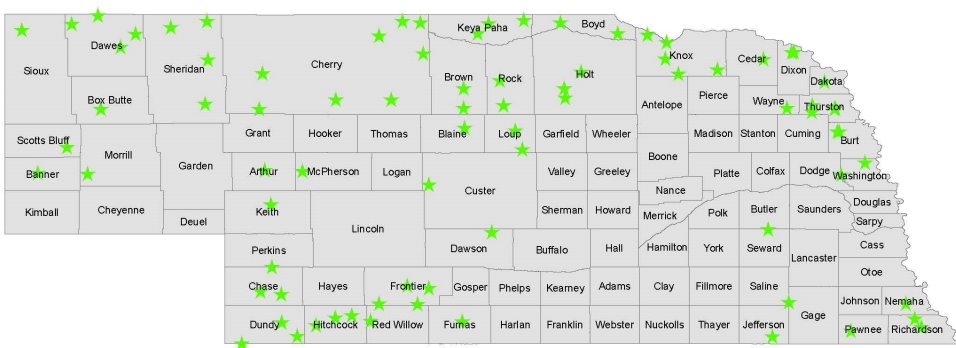 Keya Paha Boyd
Dawes
Knox
Cherry
Cedar
Sioux Sheridan
Dixon
Brown Rock Holt
Dakota
Box Butte
Antelope Pierce Wayne Thurston
Grant Hooker Thomas Blaine Loup Garfield Wheeler Madison Stanton Cuming
Scotts Bluff Burt
Morrill Boone
Garden
Banner Arthur McPherson Logan Valley Greeley Platte Colfax Dodge Washington
Custer
Nance
Kimball Cheyenne Keith Sherman Howard Merrick Polk Butler Saunders Douglas
Deuel Lincoln Sarpy
Perkins Dawson Buffalo Hall Hamilton York Seward Cass
Lancaster
Otoe
Chase Hayes Frontier Gosper Phelps Kearney Adams Clay Fillmore Saline
Johnson Nemaha
Gage
Dundy Hitchcock Red Willow Furnas Harlan Franklin Webster Nuckolls Thayer Jefferson Pawnee Richardson